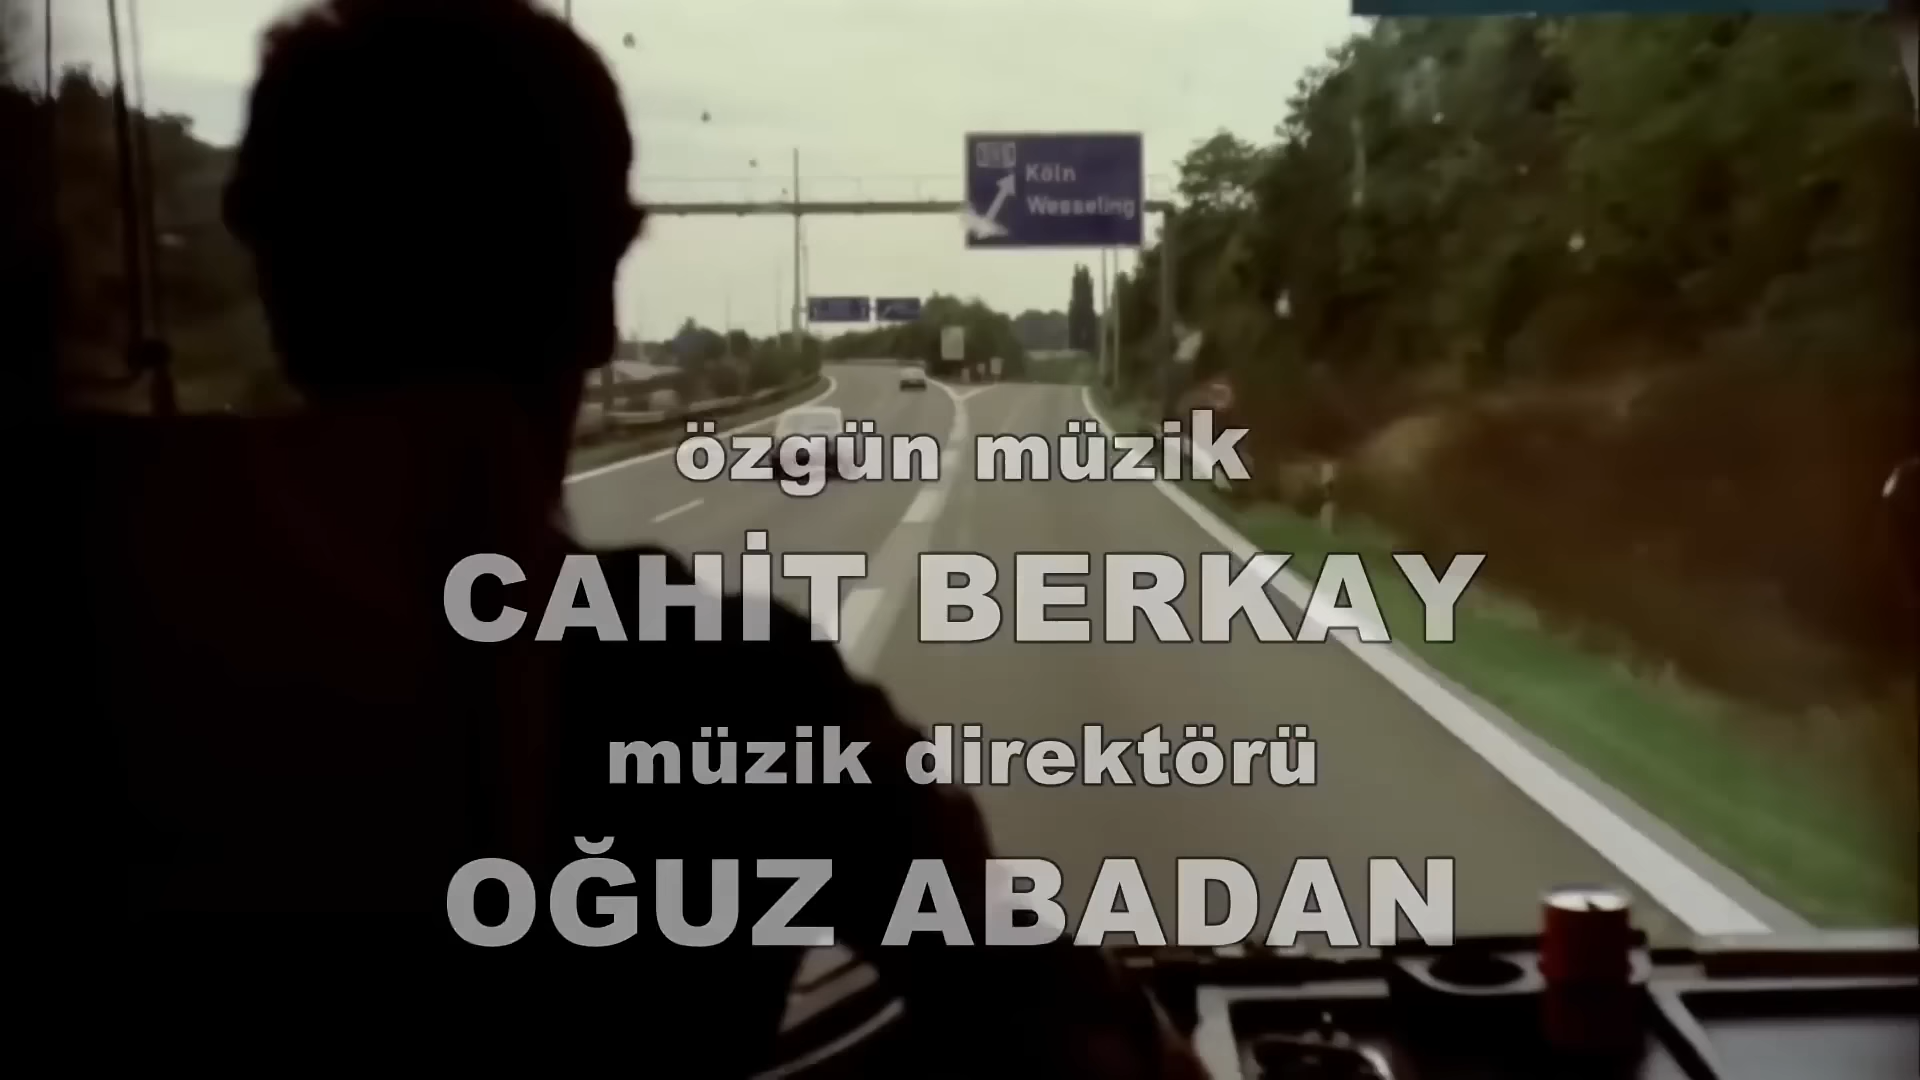 Köln
Wesseling
özgün müzik
CAHİT BERKAY
müzik direktörü
OĞUZ ABADAN